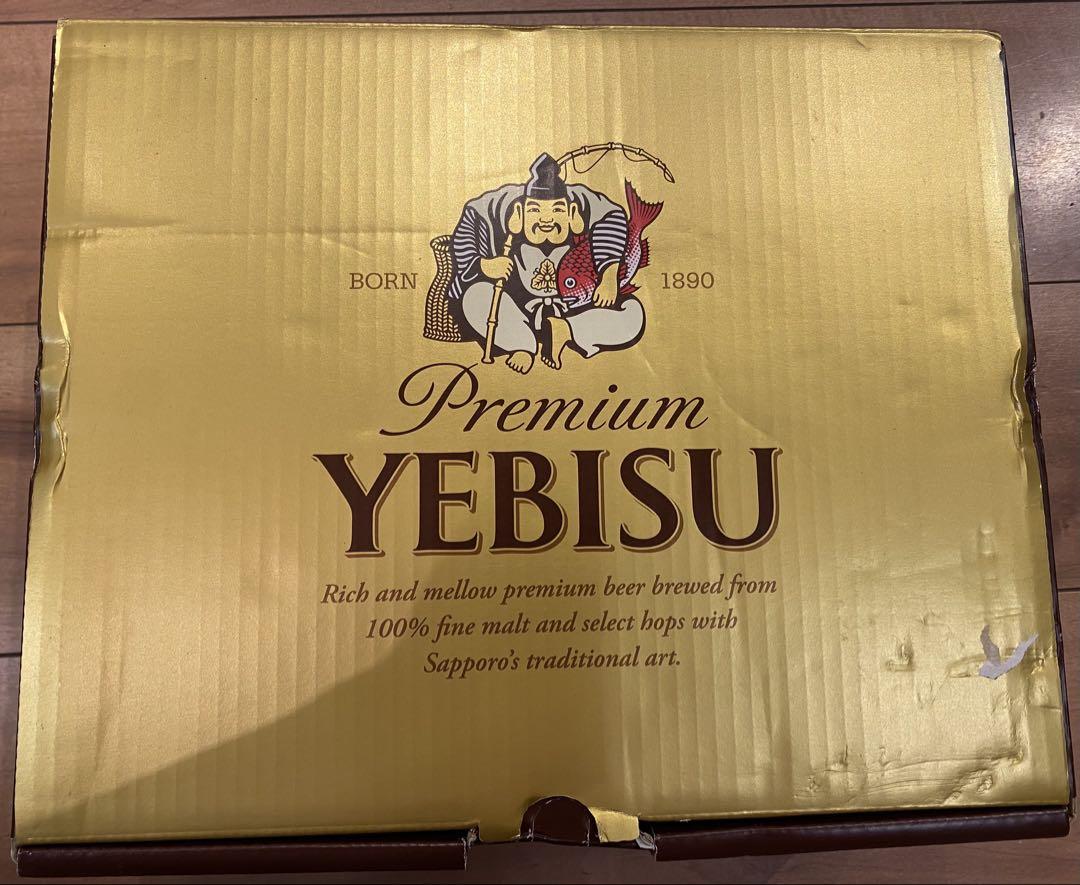 BORN 1890
Premium
YEBISU
Rich and mellow premium beer brewed from
100% fine malt and select hops with
Sapporo's traditional art.